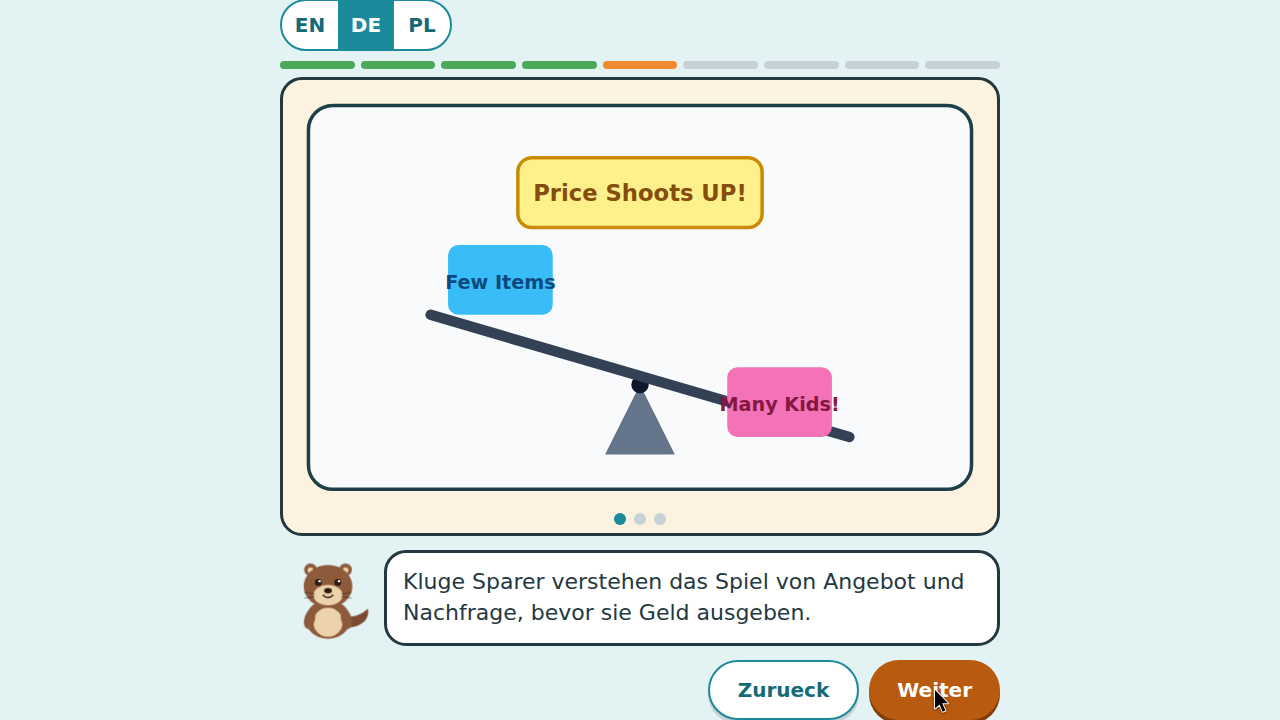 EN DE PL
Price Shoots UP!
Few Items
Many Kids!
Kluge Sparer verstehen das Spiel von Angebot und
Nachfrage, bevor sie Geld ausgeben.
Zurueck Weiter